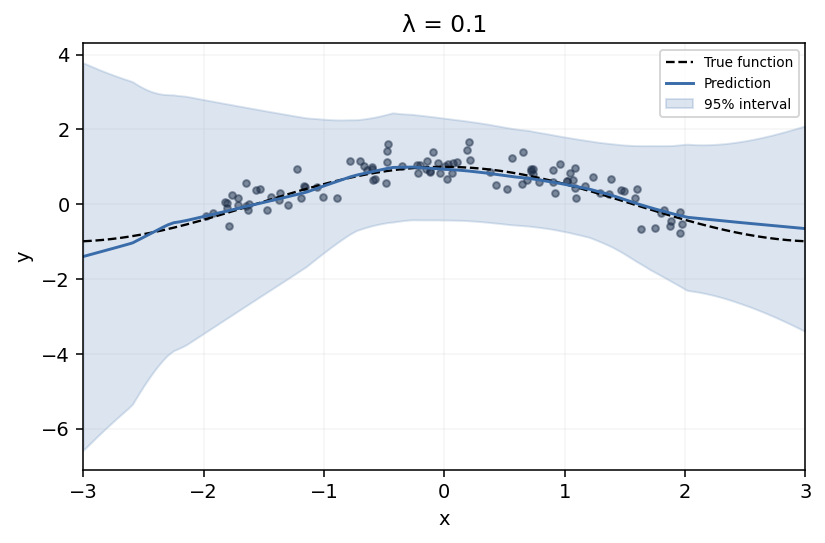 λ = 0.1
True function
Prediction
95% interval
y
4
2
0
−2
−4
−6
−3 −2 −1 0 1 2 3
x